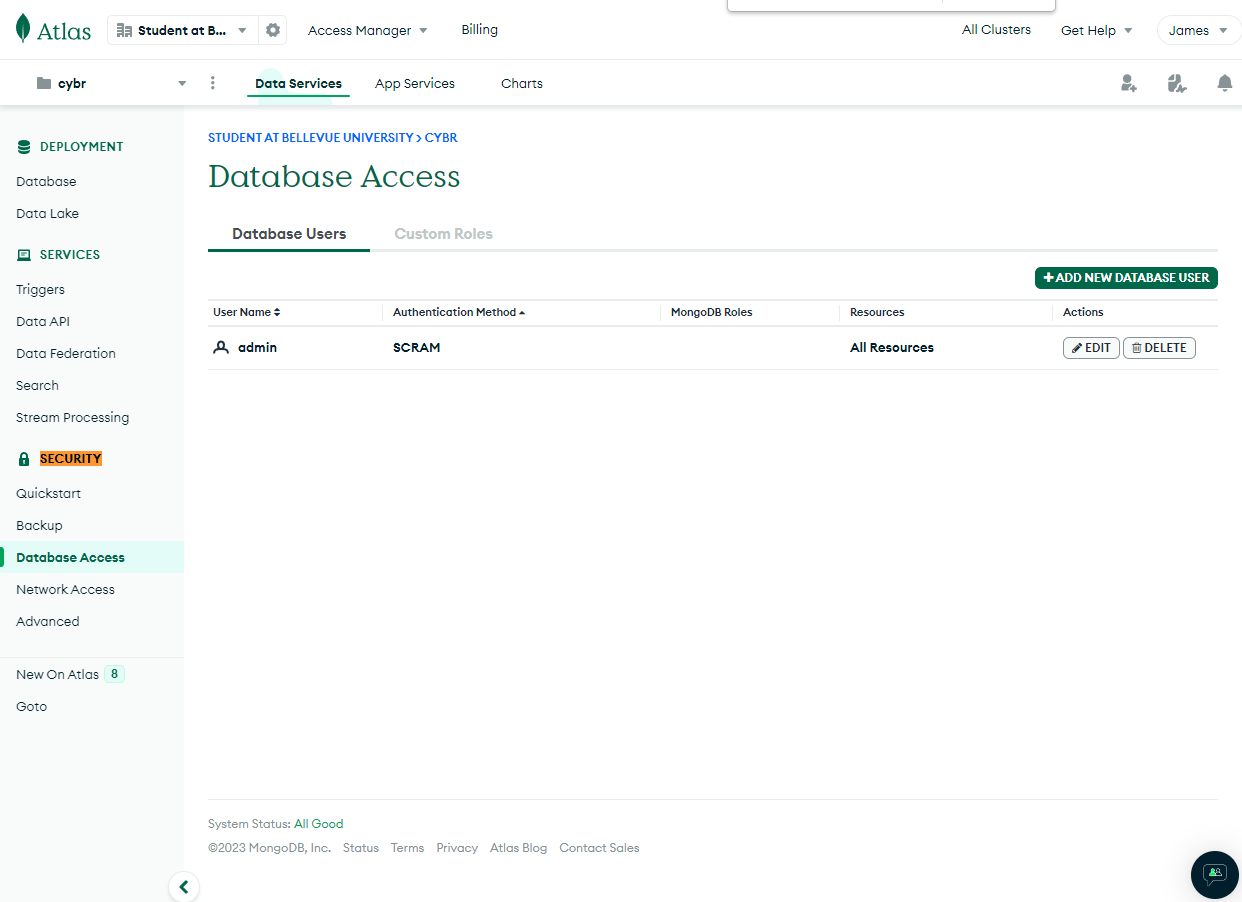 Atlas
Student at B...
Access Manager
Billing
All Clusters
Get Help
James
cybr
Data Services
App Services
Charts
DEPLOYMENT
Database
Data Lake
SERVICES
Triggers
Data API
Data Federation
Search
Stream Processing
SECURITY
Quickstart
Backup
Database Access
Network Access
Advanced
New On Atlas 8
Goto
STUDENT AT BELLEVUE UNIVERSITY > CYBR
Database Access
Database Users
Custom Roles
+ADD NEW DATABASE USER
User Name Authentication Method MongoDB Roles Resources Actions
admin SCRAM All Resources EDIT DELETE
System Status: All Good
©2023 MongoDB, Inc. Status Terms Privacy Atlas Blog Contact Sales